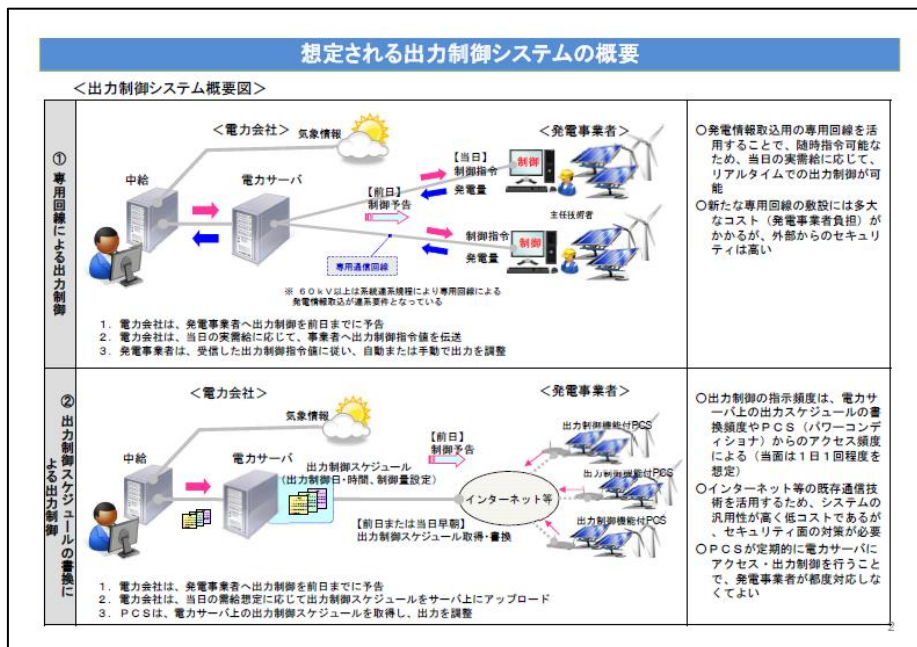 想定される出力制御システムの概要
＜出力制御システム概要図＞
① 専用回線による出力制御
＜電力会社＞
気象情報
中給
電力サーバ
＜発電事業者＞
【当日】
制御指令
発電量
制御
【前日】
制御予告
主任技術者
制御指令
発電量
制御
専用通信回線
※ ６０ｋＶ以上は系統連系規程により専用回線による
発電情報取込が連系要件となっている
１．電力会社は、発電事業者へ出力制御を前日までに予告
２．電力会社は、当日の実需給に応じて、事業者へ出力制御指令値を伝送
３．発電事業者は、受信した出力制御指令値に従い、自動または手動で出力を調整
○発電情報取込用の専用回線を活
用することで、随時指令可能な
ため、当日の実需給に応じて、
リアルタイムでの出力制御が可
能
○新たな専用回線の敷設には多大
なコスト（発電事業者負担）が
かかるが、外部からのセキュリ
ティは高い
② 出力制御スケジュールの書換に
よる出力制御
＜電力会社＞
気象情報
中給
電力サーバ
出力制御スケジュール
（出力制御日・時間、制御量設定）
【前日】
制御予告
＜発電事業者＞
出力制御機能付PCS
出力制御機能付PCS
出力制御機能付PCS
インターネット等
【前日または当日早朝】
出力制御スケジュール取得・書換
１．電力会社は、発電事業者へ出力制御を前日までに予告
２．電力会社は、当日の需給想定に応じて出力制御スケジュールをサーバ上にアップロード
３．ＰＣＳは、電力サーバ上の出力制御スケジュールを取得し、出力を調整
○出力制御の指示頻度は、電力サ
ーバ上の出力スケジュールの書
換頻度やＰＣＳ（パワーコンデ
ィショナ）からのアクセス頻度
による（当面は１日１回程度を
想定）
○インターネット等の既存通信技
術を活用するため、システムの
汎用性が高く低コストであるが
、セキュリティ面の対策が必要
○ＰＣＳが定期的に電力サーバに
アクセス・出力制御を行うこと
で、発電事業者が都度対応しな
くてよい
2